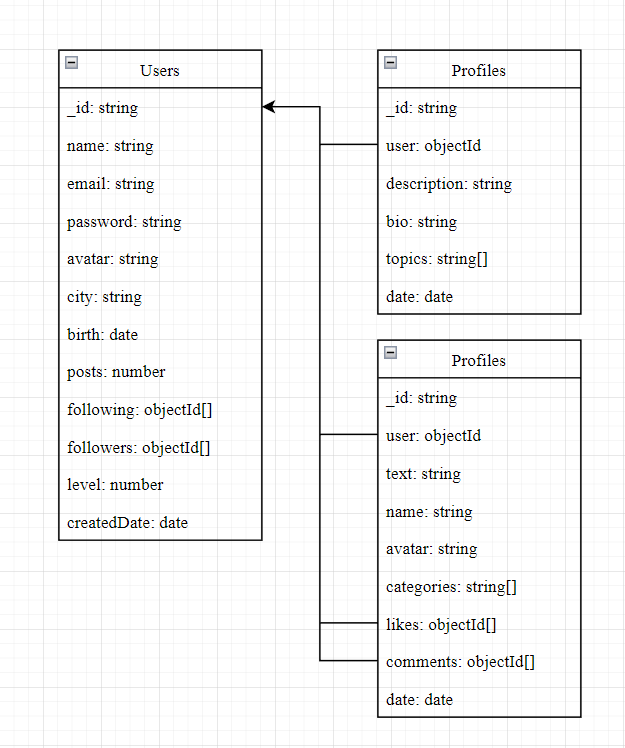 Users
_id: string
name: string
email: string
password: string
avatar: string
city: string
birth: date
posts: number
following: objectId[]
followers: objectId[]
level: number
createdDate: date
Profiles
_id: string
user: objectId
description: string
bio: string
topics: string[]
date: date
Profiles
_id: string
user: objectId
text: string
name: string
avatar: string
categories: string[]
likes: objectId[]
comments: objectId[]
date: date